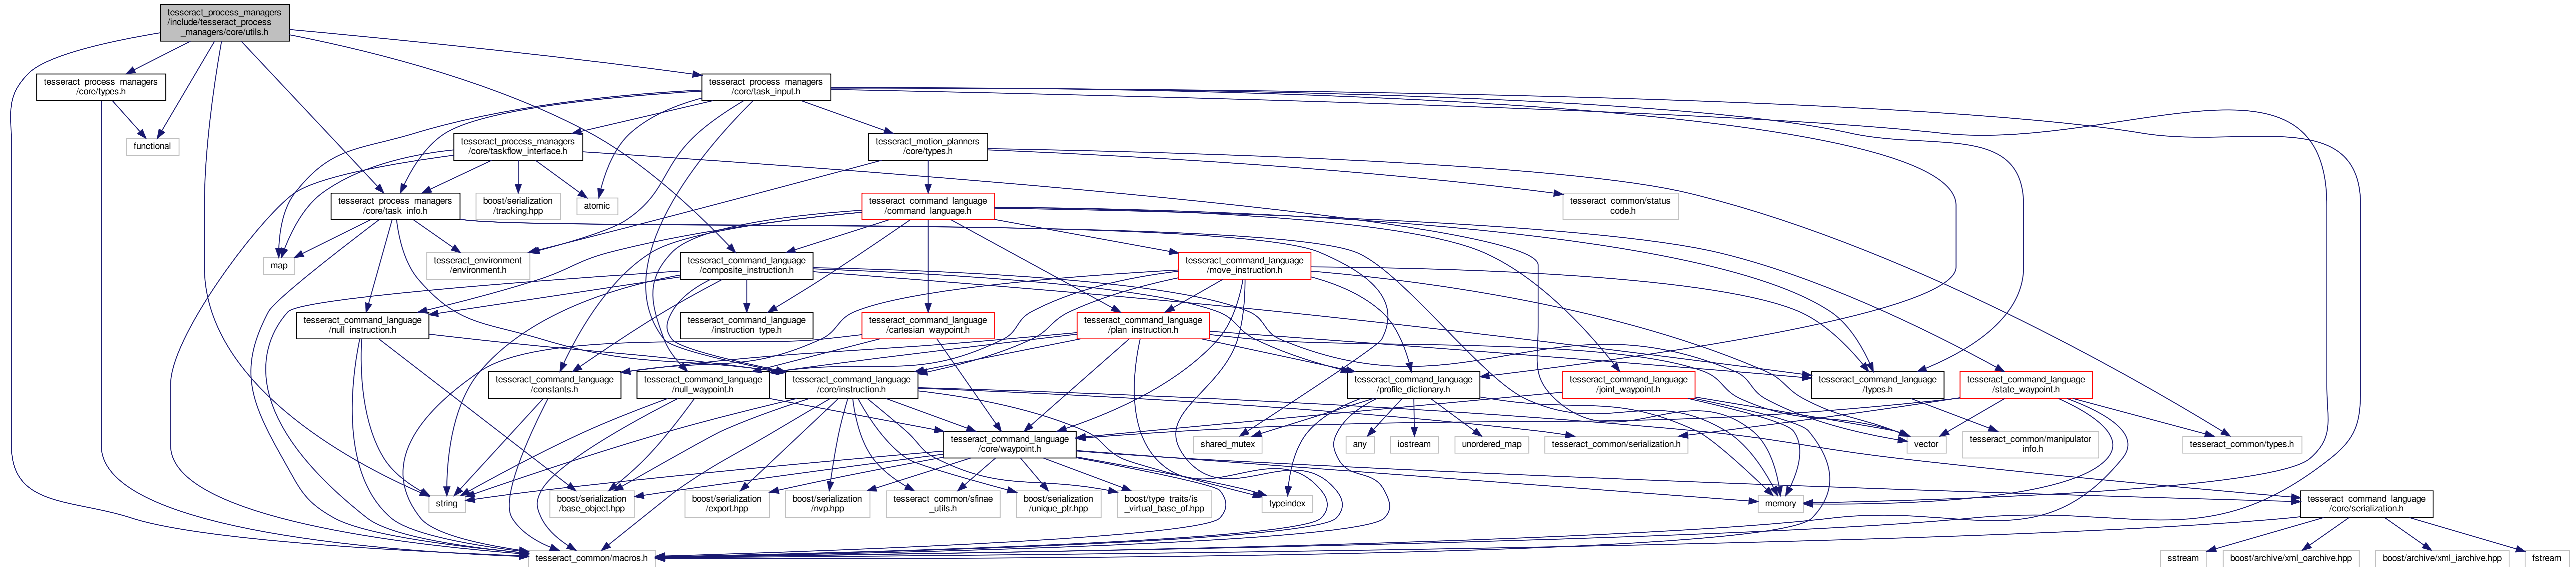 tesseract_process_managers
/include/tesseract_process
_managers/core/utils.h
tesseract_process_managers
/core/types.h
tesseract_process_managers
/core/task_input.h
functional
tesseract_process_managers
/core/taskflow_interface.h
tesseract_motion_planners
/core/types.h
tesseract_process_managers
/core/task_info.h
boost/serialization
/tracking.hpp
atomic
tesseract_command_language
/command_language.h
tesseract_common/status
_code.h
map
tesseract_environment
/environment.h
tesseract_command_language
/composite_instruction.h
tesseract_command_language
/move_instruction.h
tesseract_command_language
/null_instruction.h
tesseract_command_language
/instruction_type.h
tesseract_command_language
/cartesian_waypoint.h
tesseract_command_language
/plan_instruction.h
tesseract_command_language
/constants.h
tesseract_command_language
/null_waypoint.h
tesseract_command_language
/core/instruction.h
tesseract_command_language
/profile_dictionary.h
tesseract_command_language
/joint_waypoint.h
tesseract_command_language
/types.h
tesseract_command_language
/state_waypoint.h
tesseract_command_language
/core/waypoint.h
shared_mutex
any
iostream
unordered_map
tesseract_common/serialization.h
vector
tesseract_common/manipulator
_info.h
tesseract_common/types.h
string
boost/serialization
/base_object.hpp
boost/serialization
/export.hpp
boost/serialization
/nvp.hpp
tesseract_common/sfinae
_utils.h
boost/serialization
/unique_ptr.hpp
boost/type_traits/is
_virtual_base_of.hpp
typeindex
memory
tesseract_command_language
/core/serialization.h
tesseract_common/macros.h
sstream
boost/archive/xml_oarchive.hpp
boost/archive/xml_iarchive.hpp
fstream